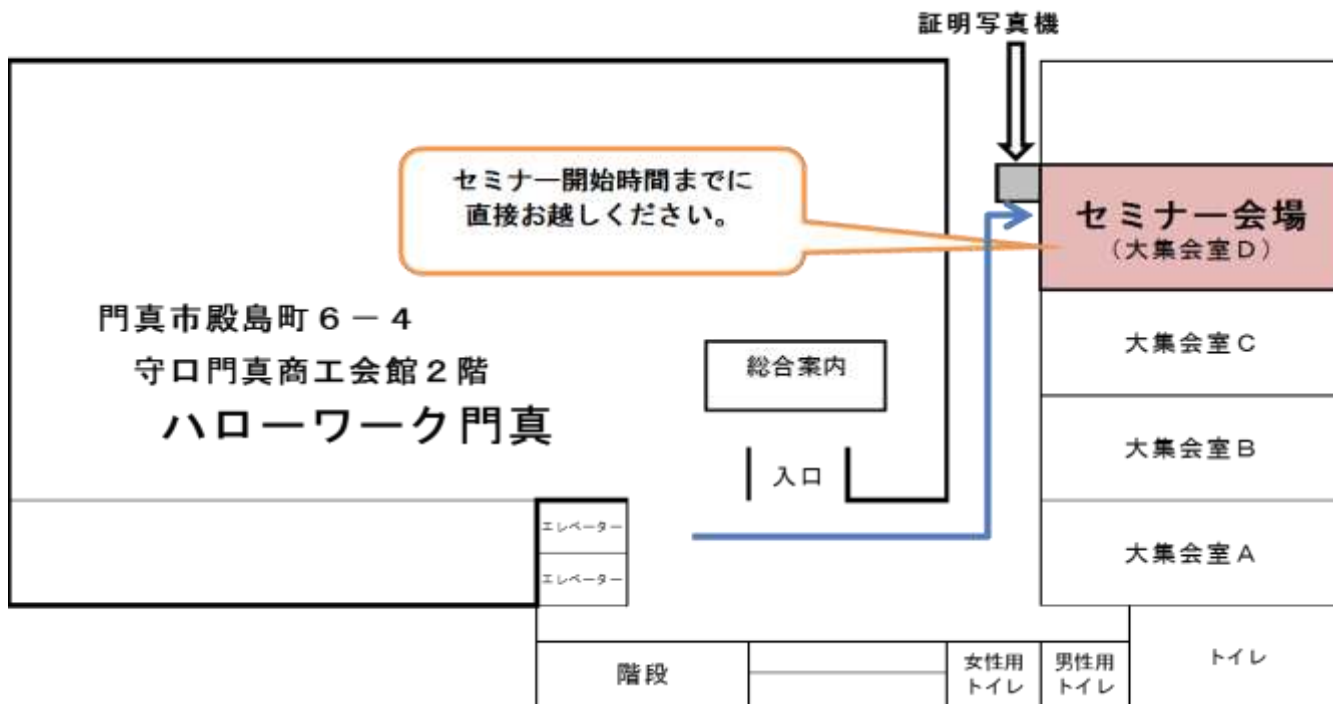 証明写真機
セミナー開始時間までに
直接お越しください。
セミナー会場
（大集会室Ｄ）
門真市殿島町６－４
守口門真商工会館２階
ハローワーク門真
総合案内
大集会室Ｃ
入口
大集会室Ｂ
エレベーター
エレベーター
大集会室Ａ
階段
女性用
トイレ
男性用
トイレ
トイレ